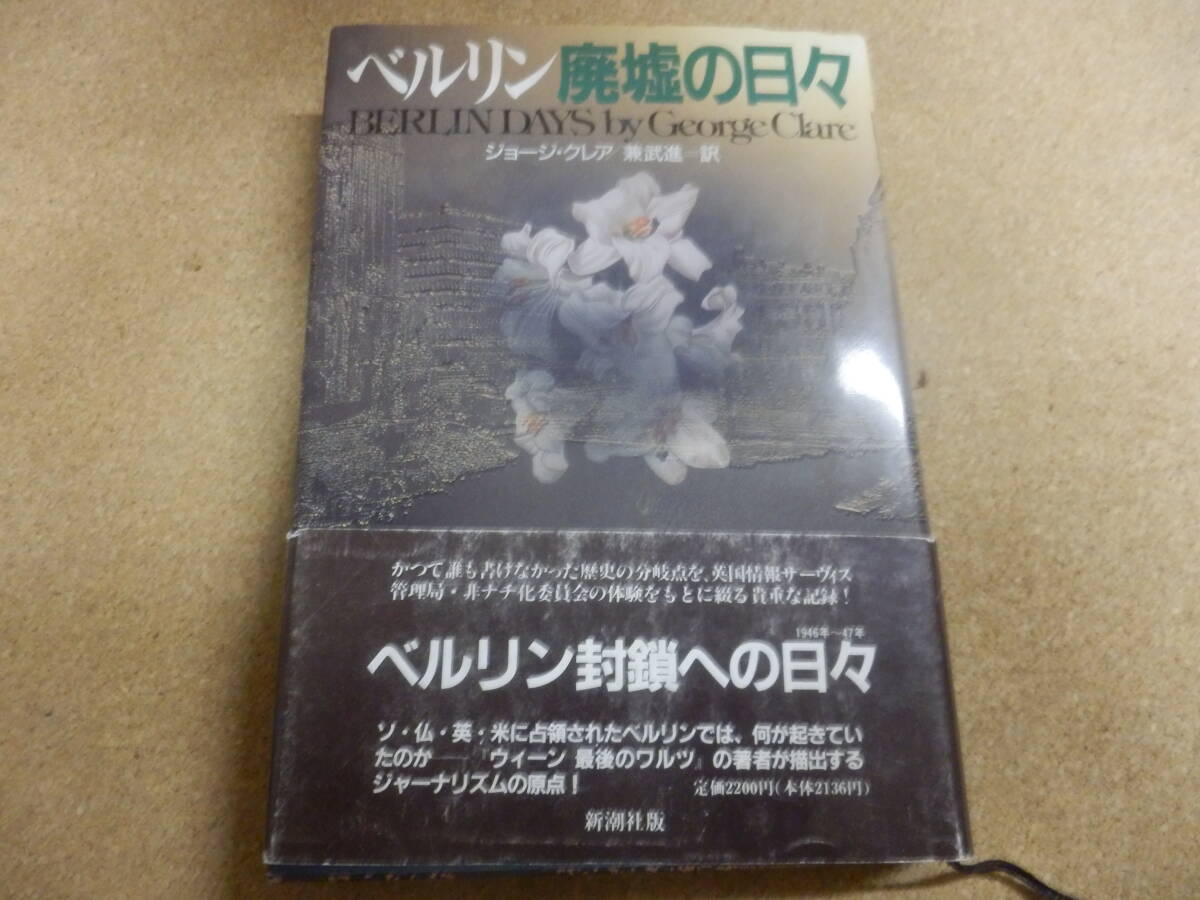 ベルリン廃墟の日々
BERLIN DAYS by George Clare
ジョージ・クレア 兼武進=訳
かつて誰も書けなかった歴史の分岐点を、英国情報サーヴィス
管理局・非ナチ化委員会の体験をもとに綴る貴重な記録!
1946年~47年
ベルリン封鎖への日々
ソ・仏・英・米に占領されたベルリンでは、何が起きてい
たのか──『ウィーン 最後のワルツ』の著者が描出する
ジャーナリズムの原点!
定価2200円(本体2136円)
新潮社版